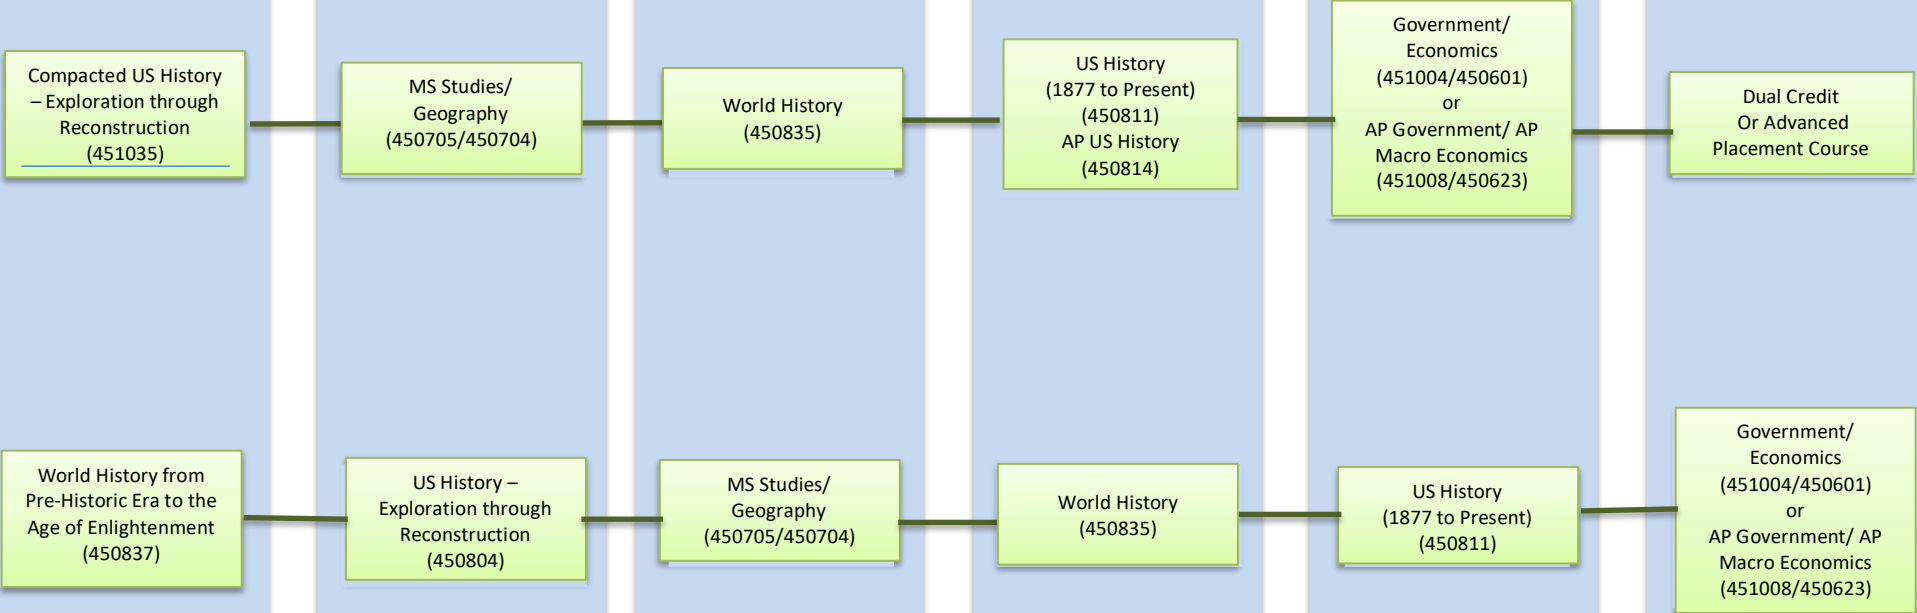 Compacted US History
– Exploration through
Reconstruction
(451035)
MS Studies/
Geography
(450705/450704)
World History
(450835)
US History
(1877 to Present)
(450811)
AP US History
(450814)
Government/
Economics
(451004/450601)
or
AP Government/ AP
Macro Economics
(451008/450623)
Dual Credit
Or Advanced
Placement Course
World History from
Pre-Historic Era to the
Age of Enlightenment
(450837)
US History –
Exploration through
Reconstruction
(450804)
MS Studies/
Geography
(450705/450704)
World History
(450835)
US History
(1877 to Present)
(450811)
Government/
Economics
(451004/450601)
or
AP Government/ AP
Macro Economics
(451008/450623)